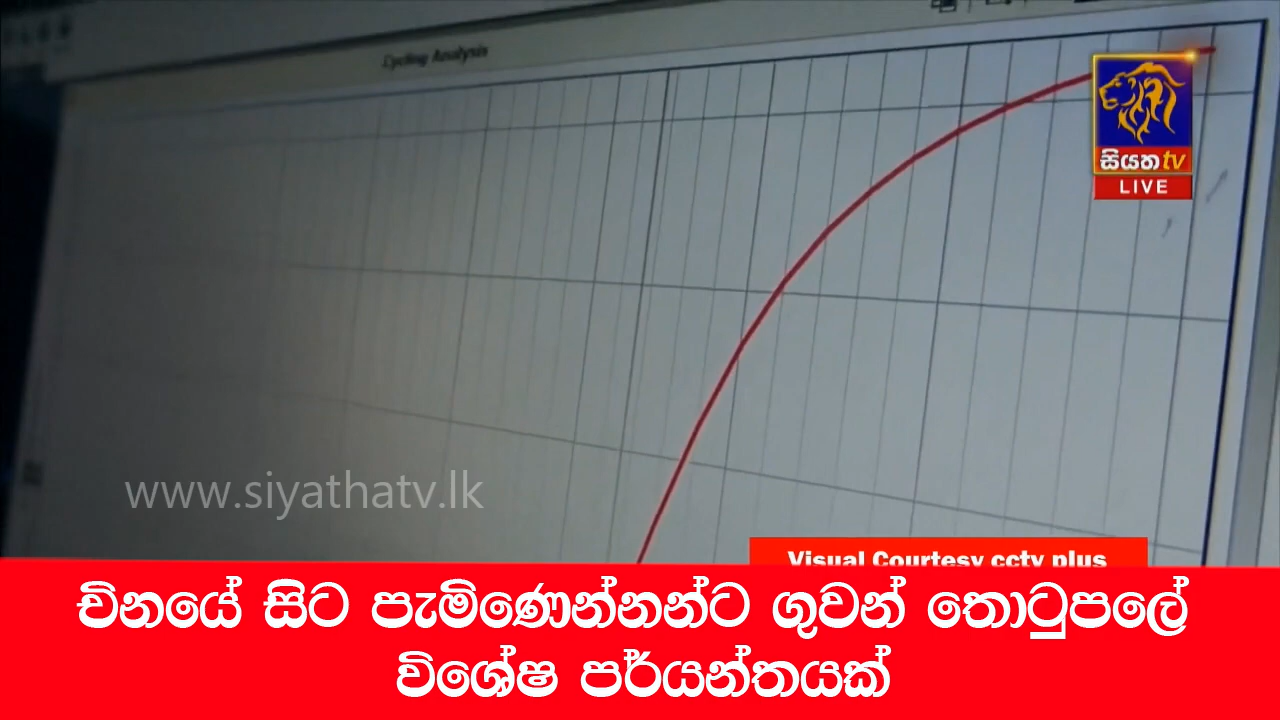 Cycling Analysis
සියත tv
LIVE
www.siyathatv.lk
Visual Courtesy cctv plus
චීනයේ සිට පැමිණෙන්නන්ට ගුවන් තොටුපලේ
විශේෂ පර්යන්තයක්